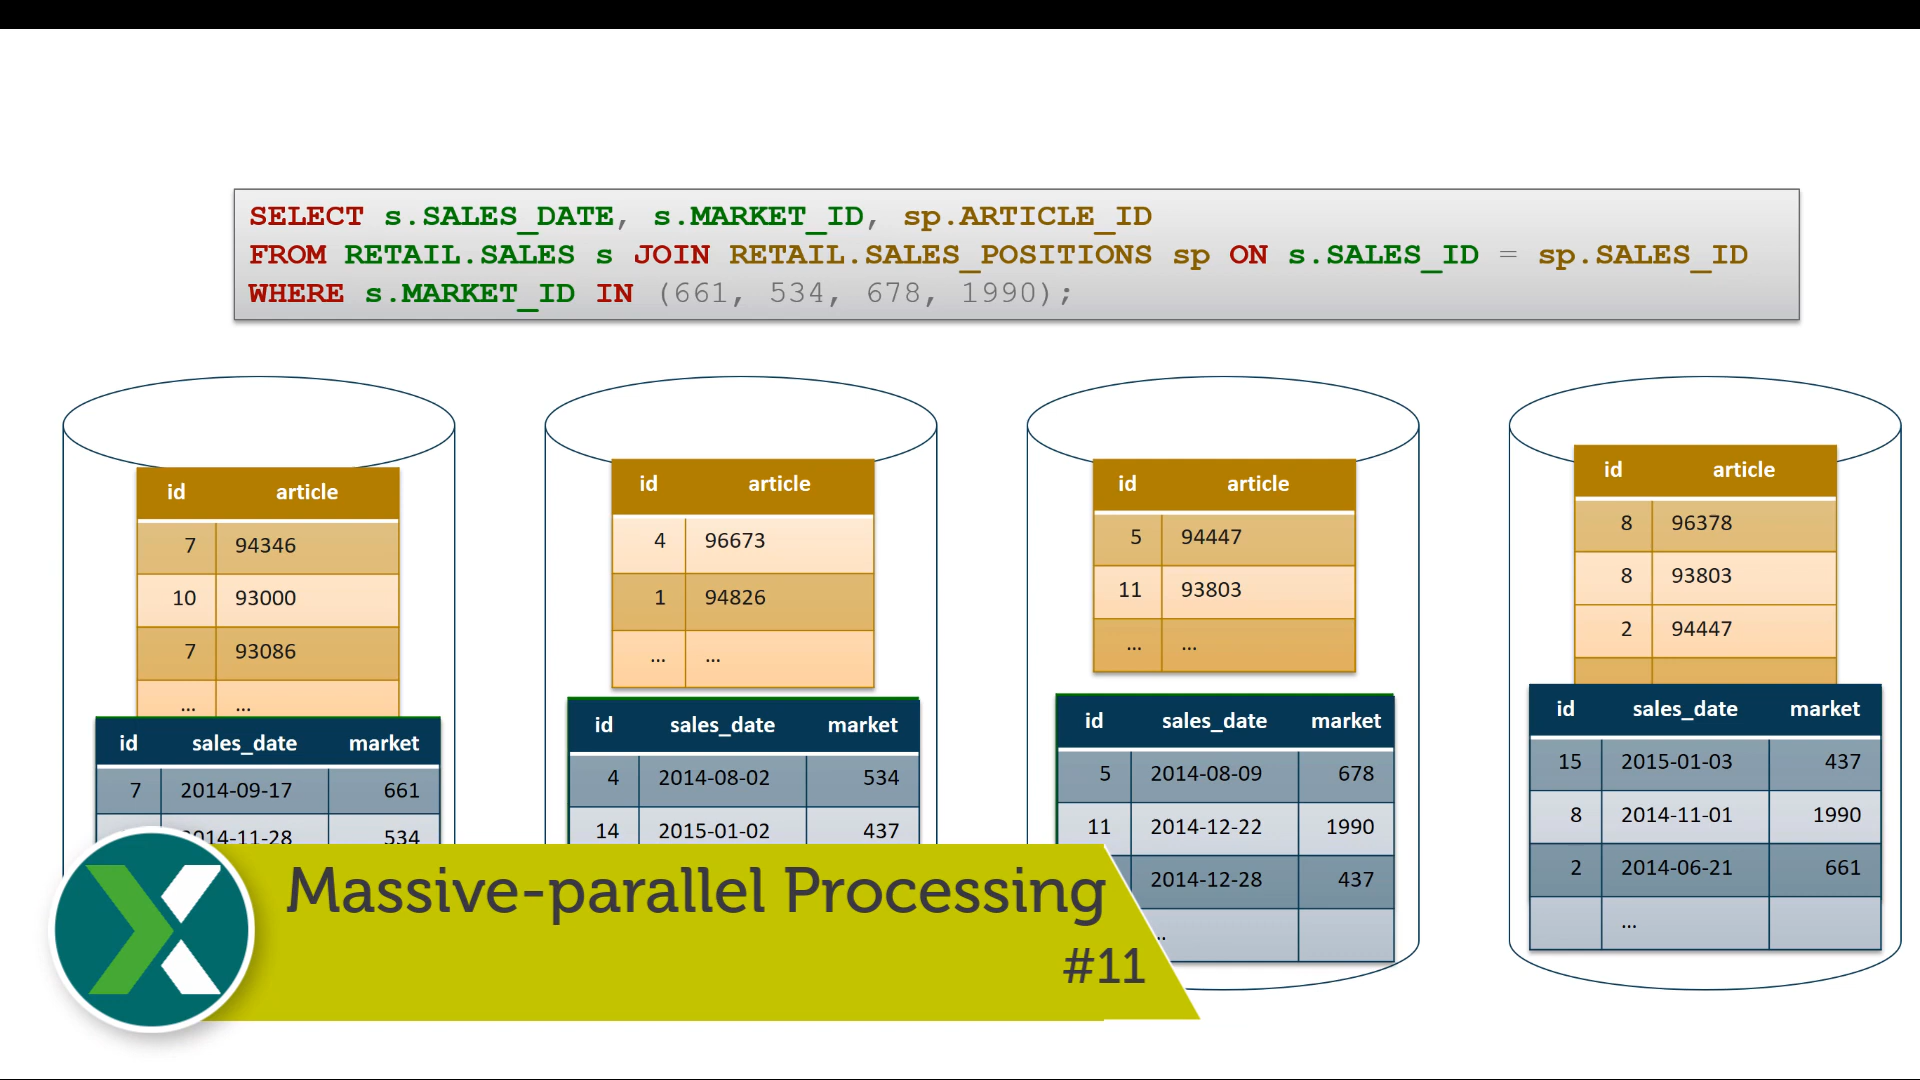 SELECT s.SALES_DATE, s.MARKET_ID, sp.ARTICLE_ID
FROM RETAIL.SALES s JOIN RETAIL.SALES_POSITIONS sp ON s.SALES_ID = sp.SALES_ID
WHERE s.MARKET_ID IN (661, 534, 678, 1990);
id article
7 94346
10 93000
7 93086
... ...
id sales_date market
7 2014-09-17 661
014-11-28 534
id article
4 96673
1 94826
... ...
id sales_date market
4 2014-08-02 534
14 2015-01-02 437
id article
5 94447
11 93803
... ...
id sales_date market
5 2014-08-09 678
11 2014-12-22 1990
2014-12-28 437
..
id article
8 96378
8 93803
2 94447
id sales_date market
15 2015-01-03 437
8 2014-11-01 1990
2 2014-06-21 661
...
Massive-parallel Processing
#11